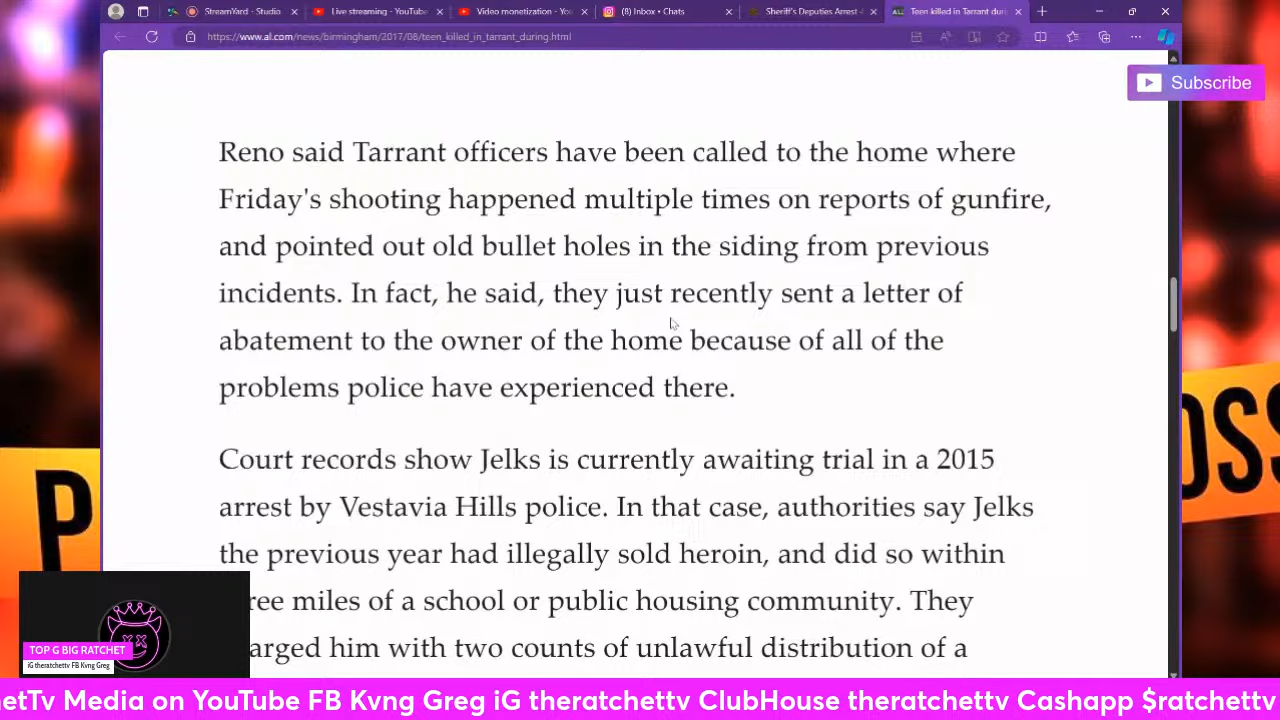 StreamYard - Studio
Live streaming - YouTube
Video monetization - You
(8) Inbox • Chats
Sheriff's Deputies Arrest
Teen killed in Tarrant duri
https://www.al.com/news/birmingham/2017/08/teen_killed_in_tarrant_during.html
Subscribe
Reno said Tarrant officers have been called to the home where
Friday's shooting happened multiple times on reports of gunfire,
and pointed out old bullet holes in the siding from previous
incidents. In fact, he said, they just recently sent a letter of
abatement to the owner of the home because of all of the
problems police have experienced there.
Court records show Jelks is currently awaiting trial in a 2015
arrest by Vestavia Hills police. In that case, authorities say Jelks
the previous year had illegally sold heroin, and did so within
ree miles of a school or public housing community. They
arged him with two counts of unlawful distribution of a
P
OSS
TOP G BIG RATCHET
iG theratchettv FB Kvng Greg
hetTv Media on YouTube FB Kvng Greg iG theratchettv ClubHouse theratchettv Cashapp $ratchettv